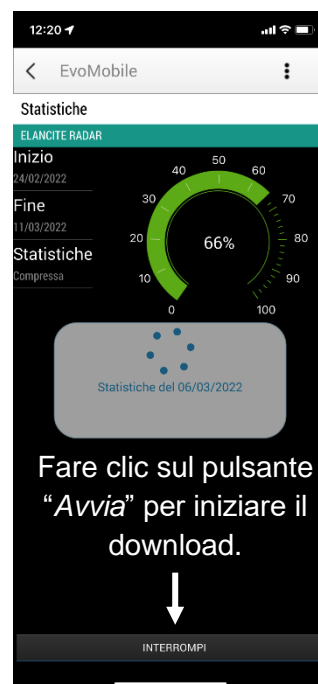 12:20
EvoMobile
Statistiche
ELANCITE RADAR
Inizio
24/02/2022
Fine
11/03/2022
Statistiche
Compressa
0
10
20
30
40
50
60
70
80
90
100
66%
Statistiche del 06/03/2022
Fare clic sul pulsante
“Avvia” per iniziare il
download.
INTERROMPI